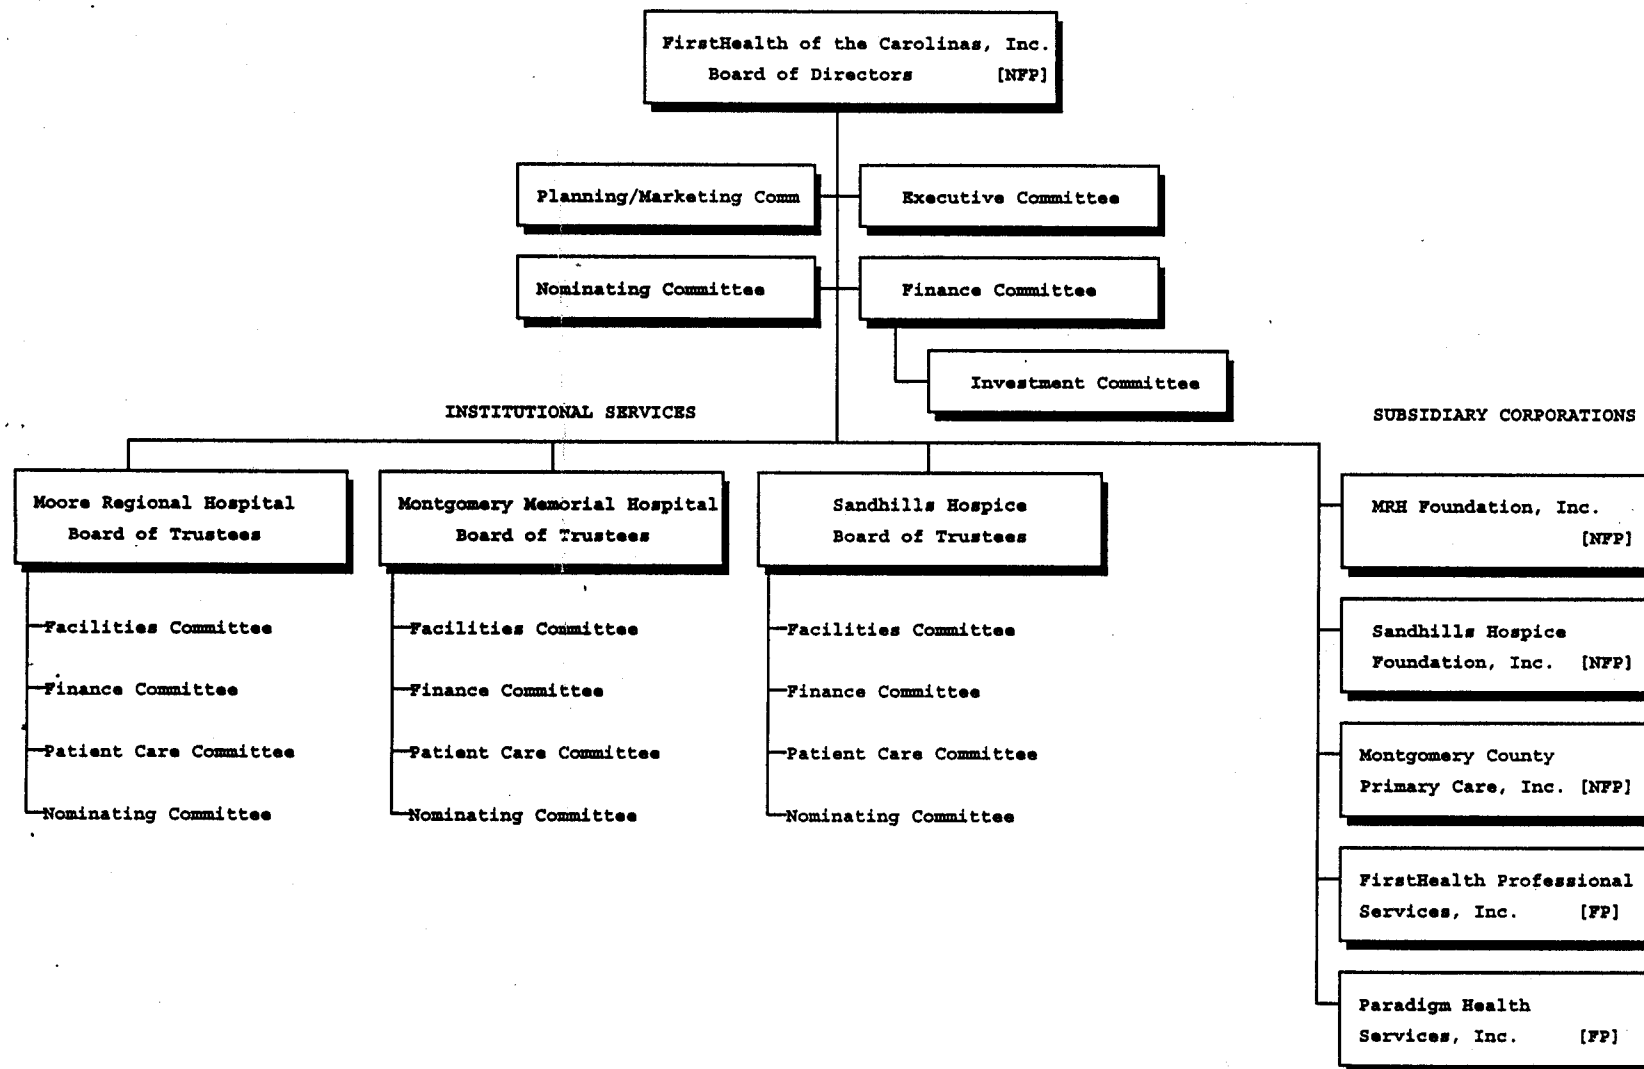 FirstHealth of the Carolinas, Inc.
Board of Directors [NFP]
Planning/Marketing Comm
Executive Committee
Nominating Committee
Finance Committee
Investment Committee
INSTITUTIONAL SERVICES
SUBSIDIARY CORPORATIONS
Moore Regional Hospital
Board of Trustees
Facilities Committee
Finance Committee
Patient Care Committee
Nominating Committee
Montgomery Memorial Hospital
Board of Trustees
Facilities Committee
Finance Committee
Patient Care Committee
Nominating Committee
Sandhills Hospice
Board of Trustees
Facilities Committee
Finance Committee
Patient Care Committee
Nominating Committee
MRH Foundation, Inc.
[NFP]
Sandhills Hospice
Foundation, Inc. [NFP]
Montgomery County
Primary Care, Inc. [NFP]
FirstHealth Professional
Services, Inc. [FP]
Paradigm Health
Services, Inc. [FP]